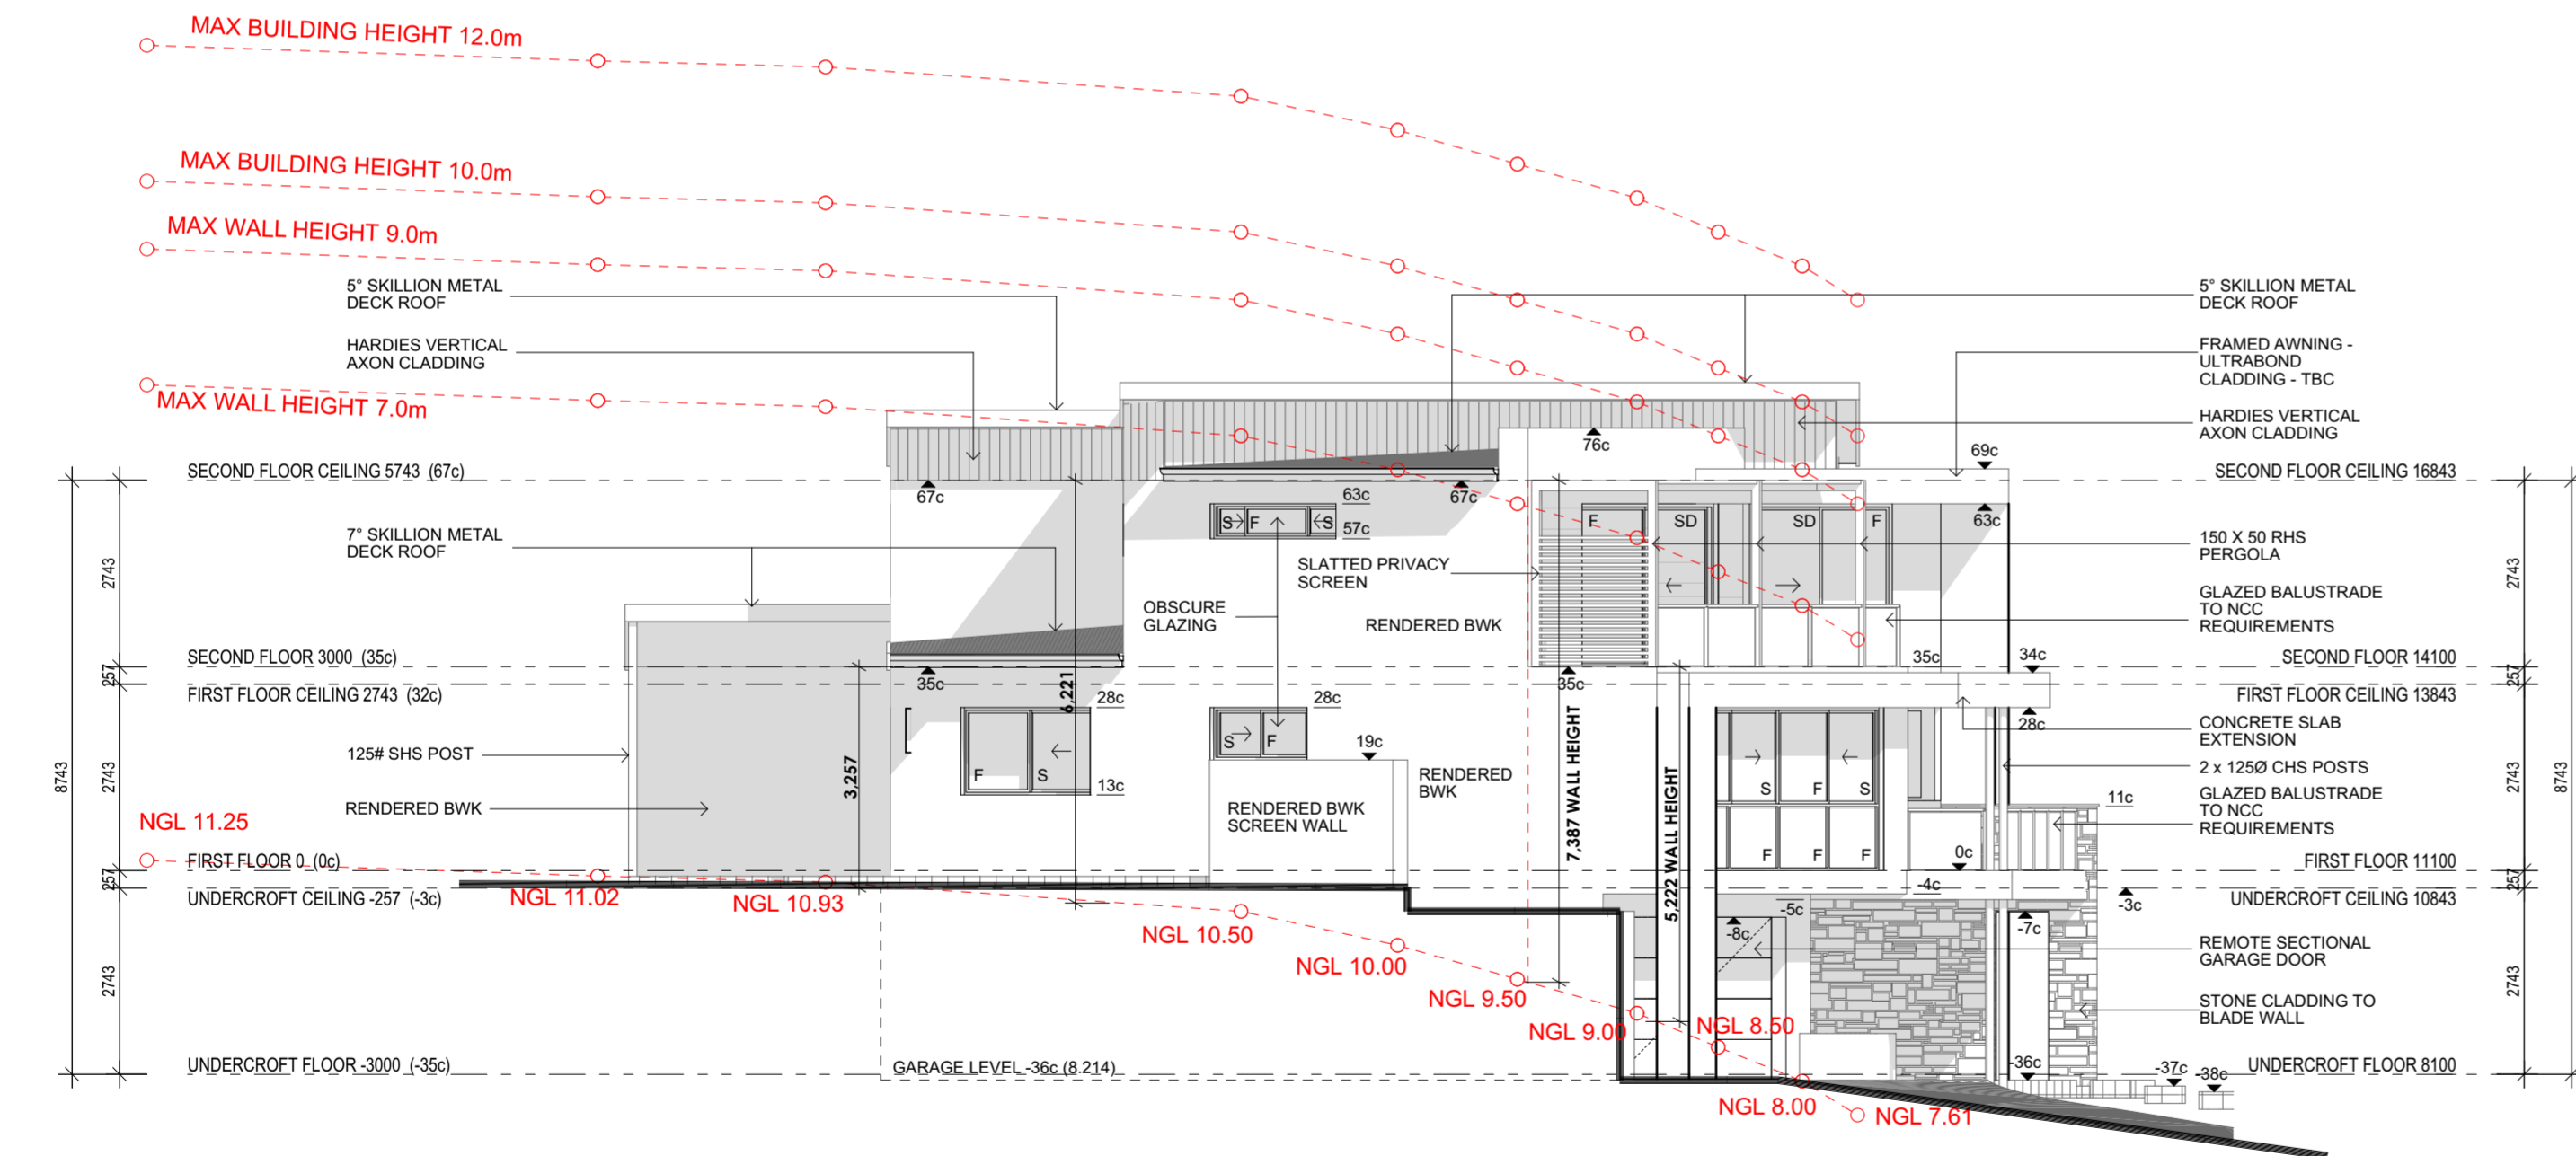 MAX BUILDING HEIGHT 12.0m
MAX BUILDING HEIGHT 10.0m
MAX WALL HEIGHT 9.0m
MAX WALL HEIGHT 7.0m
5° SKILLION METAL
DECK ROOF
HARDIES VERTICAL
AXON CLADDING
SECOND FLOOR CEILING 5743 (67c)
7° SKILLION METAL
DECK ROOF
SECOND FLOOR 3000 (35c)
FIRST FLOOR CEILING 2743 (32c)
125# SHS POST
RENDERED BWK
NGL 11.25
FIRST FLOOR 0 (0c)
UNDERCROFT CEILING -257 (-3c)
UNDERCROFT FLOOR -3000 (-35c)
8743
2743
257
2743
257
2743
NGL 11.02
NGL 10.93
NGL 10.50
NGL 10.00
NGL 9.50
NGL 9.00
NGL 8.50
NGL 8.00
NGL 7.61
GARAGE LEVEL -36c (8.214)
67c
67c
76c
69c
63c
57c
63c
S
F
S
F
SD
SD
F
SLATTED PRIVACY
SCREEN
OBSCURE
GLAZING
RENDERED BWK
35c
35c
35c
34c
6,221
3,257
28c
28c
28c
13c
19c
F
S
S
F
RENDERED BWK
SCREEN WALL
RENDERED
BWK
7,387 WALL HEIGHT
5,222 WALL HEIGHT
S
F
S
F
F
F
11c
0c
-4c
-5c
-3c
-8c
-7c
-36c
-37c
-38c
5° SKILLION METAL
DECK ROOF
FRAMED AWNING -
ULTRABOND
CLADDING - TBC
HARDIES VERTICAL
AXON CLADDING
SECOND FLOOR CEILING 16843
150 X 50 RHS
PERGOLA
GLAZED BALUSTRADE
TO NCC
REQUIREMENTS
SECOND FLOOR 14100
FIRST FLOOR CEILING 13843
CONCRETE SLAB
EXTENSION
2 x 125Ø CHS POSTS
GLAZED BALUSTRADE
TO NCC
REQUIREMENTS
FIRST FLOOR 11100
UNDERCROFT CEILING 10843
REMOTE SECTIONAL
GARAGE DOOR
STONE CLADDING TO
BLADE WALL
UNDERCROFT FLOOR 8100
2743
257
2743
257
2743
8743